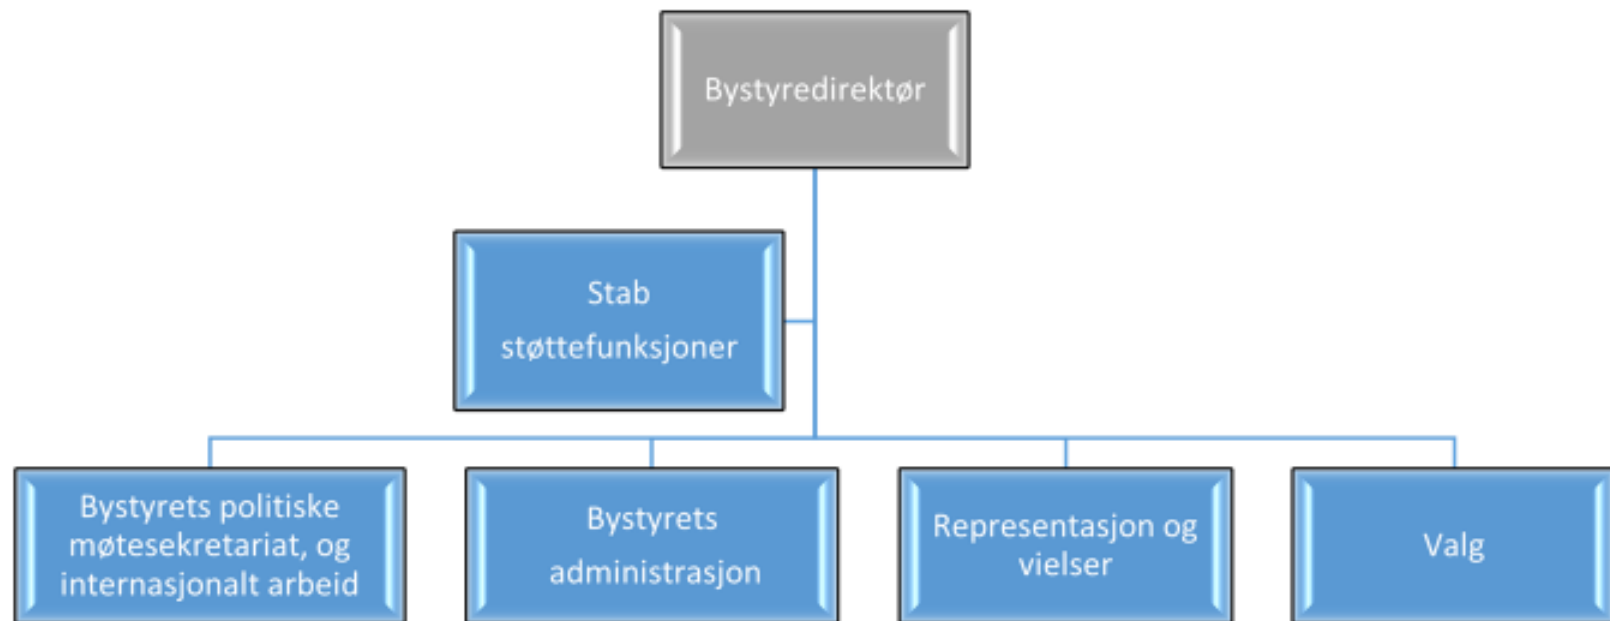 Bystyredirektør
Stab
støttefunksjoner
Bystyrets politiske
møtesekretariat, og
internasjonalt arbeid
Bystyrets
administrasjon
Representasjon og
vielser
Valg